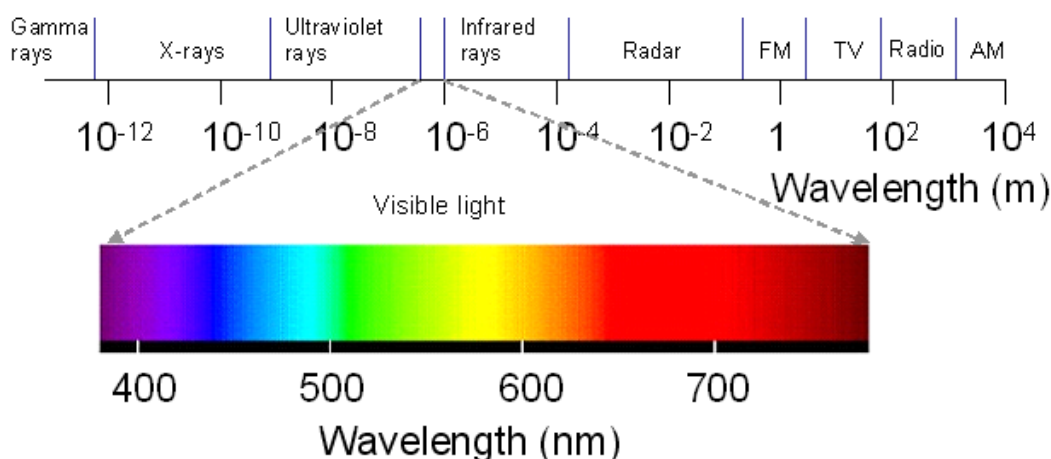 Gamma rays X-rays Ultraviolet rays Infrared rays Radar FM TV Radio AM
10-12 10-10 10-8 10-6 10-4 10-2 1 102 104
Wavelength (m)
Visible light
400 500 600 700
Wavelength (nm)